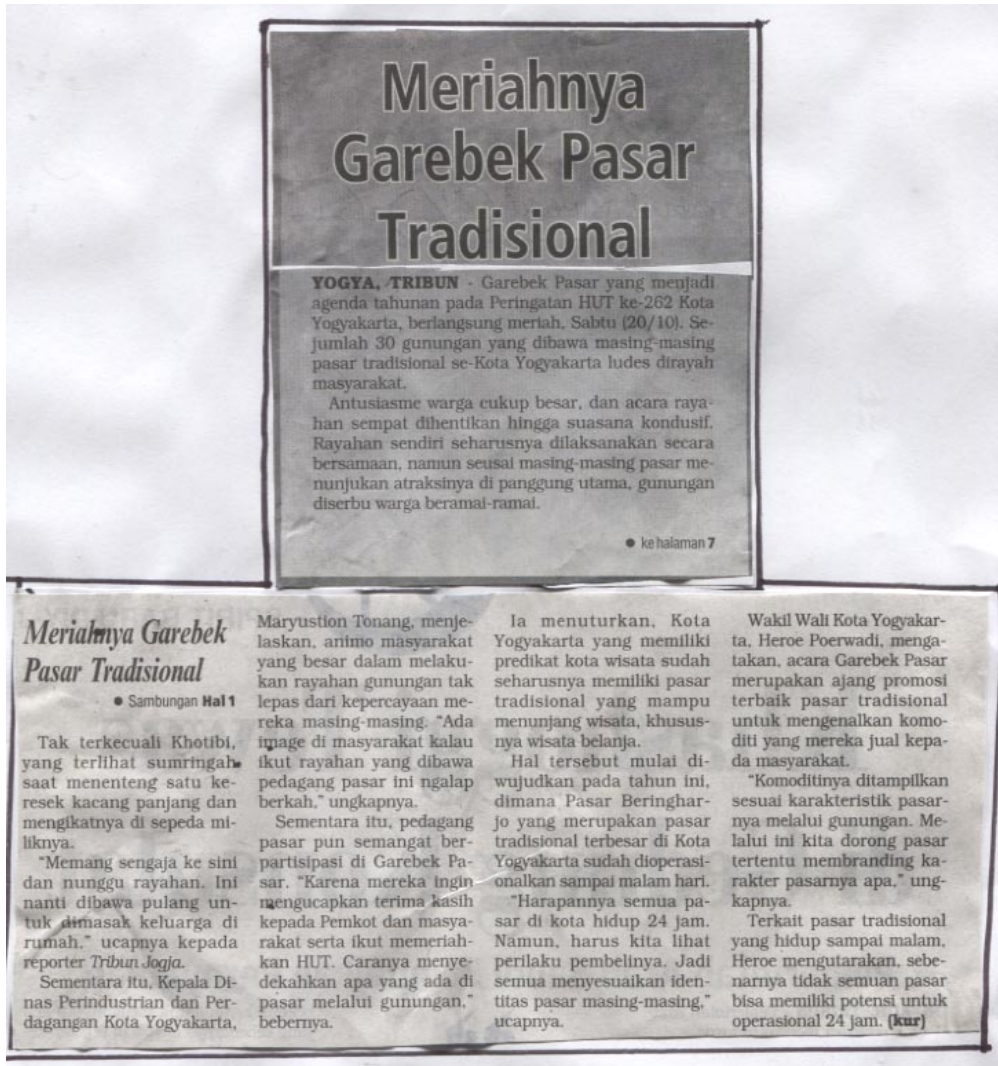 Meriahnya
Garebek Pasar
Tradisional
YOGYA, TRIBUN - Garebek Pasar yang menjadi
agenda tahunan pada Peringatan HUT ke-262 Kota
Yogyakarta, berlangsung meriah, Sabtu (20/10). Se-
jumlah 30 gunungan yang dibawa masing-masing
pasar tradisional se-Kota Yogyakarta ludes dirayah
masyarakat.
Antusiasme warga cukup besar, dan acara raya-
han sempat dihentikan hingga suasana kondusif.
Rayahan sendiri seharusnya dilaksanakan secara
bersamaan, namun seusai masing-masing pasar me-
nunjukan atraksinya di panggung utama, gunungan
diserbu warga beramai-ramai.
● ke halaman 7
Meriahnya Garebek
Pasar Tradisional
● Sambungan Hal 1
Tak terkecuali Khotibi,
yang terlihat sumringah
saat menenteng satu ke-
resek kacang panjang dan
mengikatnya di sepeda mi-
liknya.
"Memang sengaja ke sini
dan nunggu rayahan. Ini
nanti dibawa pulang un-
tuk dimasak keluarga di
rumah," ucapnya kepada
reporter Tribun Jogja.
Sementara itu, Kepala Di-
nas Perindustrian dan Per-
dagangan Kota Yogyakarta,
Maryustion Tonang, menje-
laskan, animo masyarakat
yang besar dalam melaku-
kan rayahan gunungan tak
lepas dari kepercayaan me-
reka masing-masing. "Ada
image di masyarakat kalau
ikut rayahan yang dibawa
pedagang pasar ini ngalap
berkah," ungkapnya.
Sementara itu, pedagang
pasar pun semangat ber-
partisipasi di Garebek Pa-
sar. "Karena mereka ingin
mengucapkan terima kasih
kepada Pemkot dan masya-
rakat serta ikut memeriah-
kan HUT. Caranya menye-
dekahkan apa yang ada di
pasar melalui gunungan,"
bebernya.
Ia menuturkan, Kota
Yogyakarta yang memiliki
predikat kota wisata sudah
seharusnya memiliki pasar
tradisional yang mampu
menunjang wisata, khusus-
nya wisata belanja.
Hal tersebut mulai di-
wujudkan pada tahun ini,
dimana Pasar Beringhar-
jo yang merupakan pasar
tradisional terbesar di Kota
Yogyakarta sudah dioperasi-
onalkan sampai malam hari.
"Harapannya semua pa-
sar di kota hidup 24 jam.
Namun, harus kita lihat
perilaku pembelinya. Jadi
semua menyesuaikan iden-
titas pasar masing-masing,"
ucapnya.
Wakil Wali Kota Yogyakar-
ta, Heroe Poerwadi, menga-
takan, acara Garebek Pasar
merupakan ajang promosi
terbaik pasar tradisional
untuk mengenalkan komo-
diti yang mereka jual kepa-
da masyarakat.
"Komoditinya ditampilkan
sesuai karakteristik pasar-
nya melalui gunungan. Me-
lalui ini kita dorong pasar
tertentu membranding ka-
rakter pasarnya apa," ung-
kapnya.
Terkait pasar tradisional
yang hidup sampai malam,
Heroe mengutarakan, sebe-
narnya tidak semuan pasar
bisa memiliki potensi untuk
operasional 24 jam. (kur)